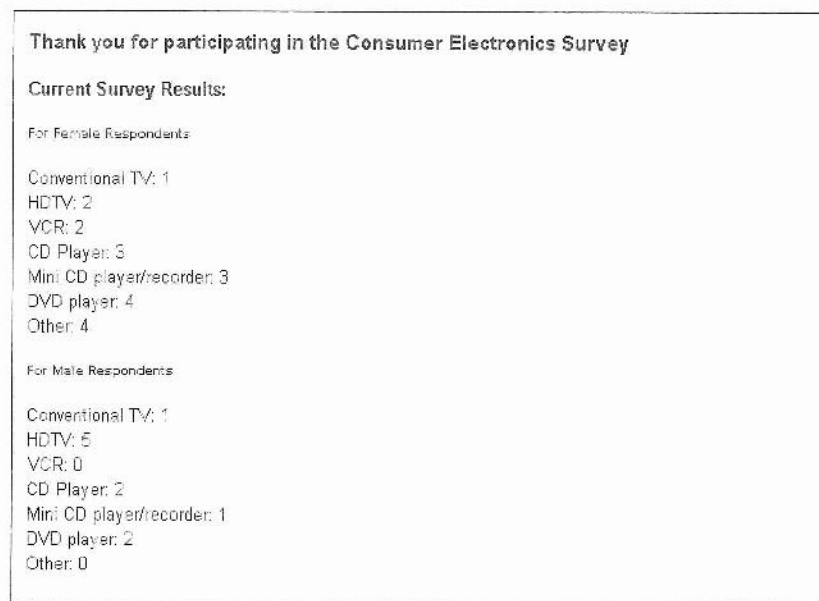 Thank you for participating in the Consumer Electronics Survey
Current Survey Results:
For Female Respondents
Conventional TV: 1
HDTV: 2
VCR: 2
CD Player: 3
Mini CD player/recorder: 3
DVD player: 4
Other: 4
For Male Respondents
Conventional TV: 1
HDTV: 5
VCR: 0
CD Player: 2
Mini CD player/recorder: 1
DVD player: 2
Other: 0